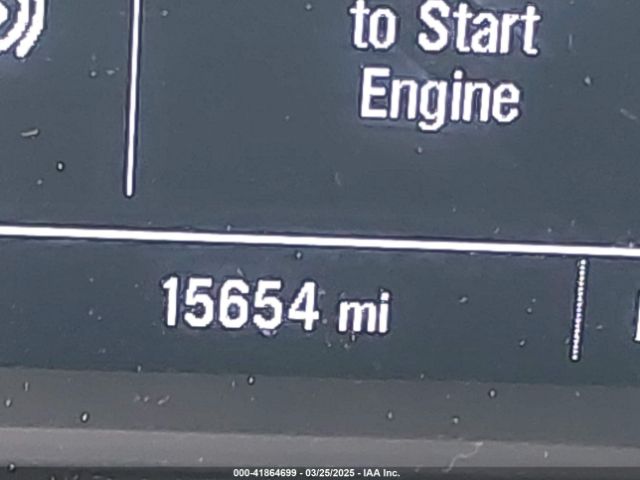 to Start
Engine
15654 mi
000-41864699 - 03/25/2025 - IAA Inc.